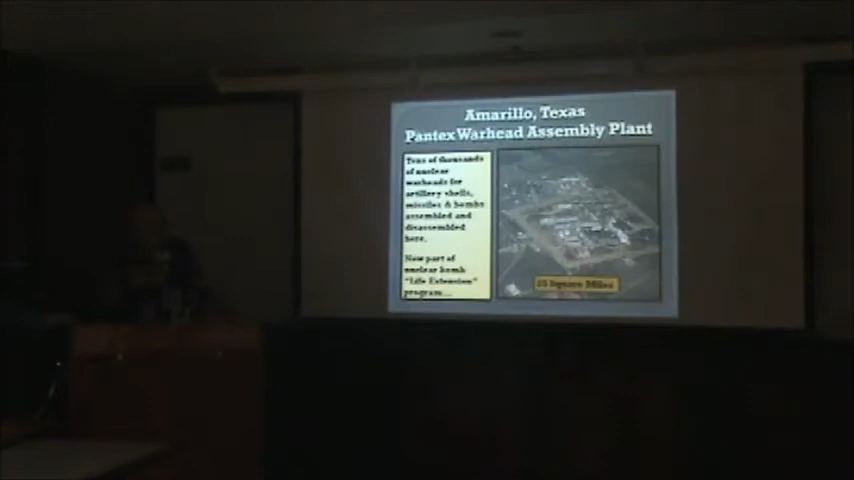 Amarillo, Texas
Pantex Warhead Assembly Plant
Tens of thousands
of nuclear
warheads for
artillery shells,
missiles & bombs
assembled and
disassembled
here.
Now part of
nuclear bomb
"Life Extension"
program...
Square Miles